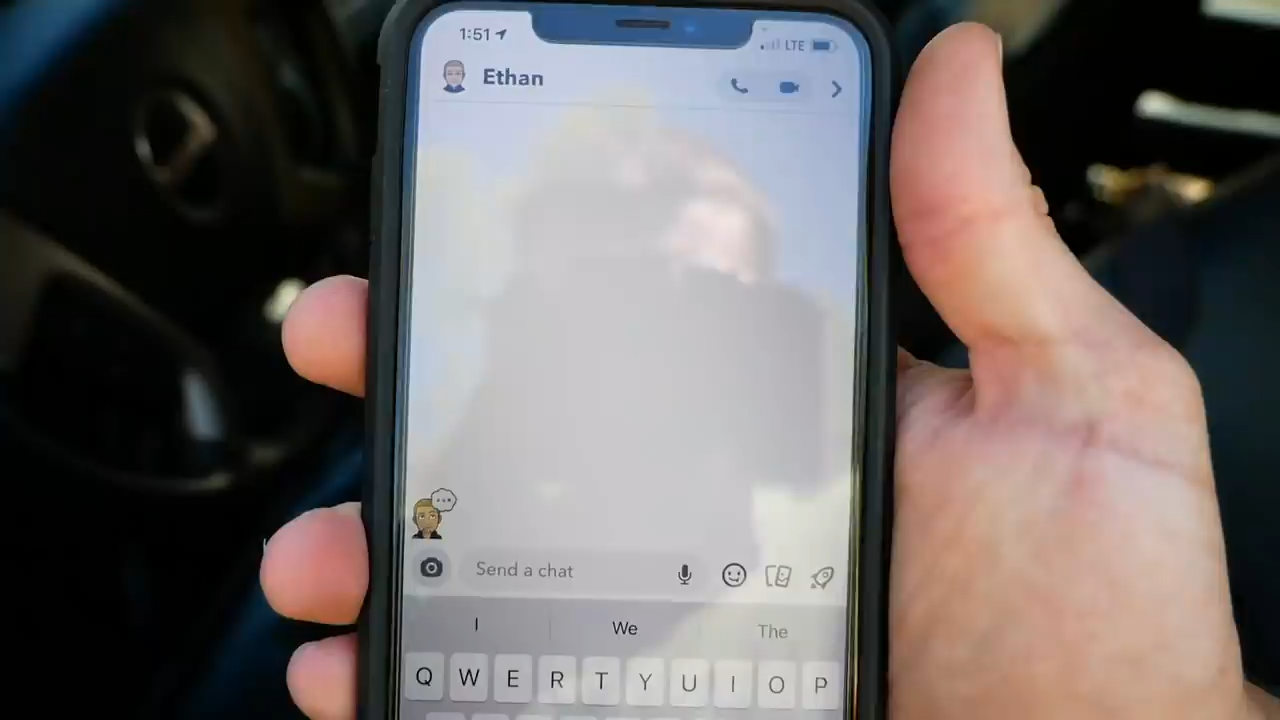 1:51 LTE
Ethan
Send a chat
I We The
Q W E R T Y U I O P